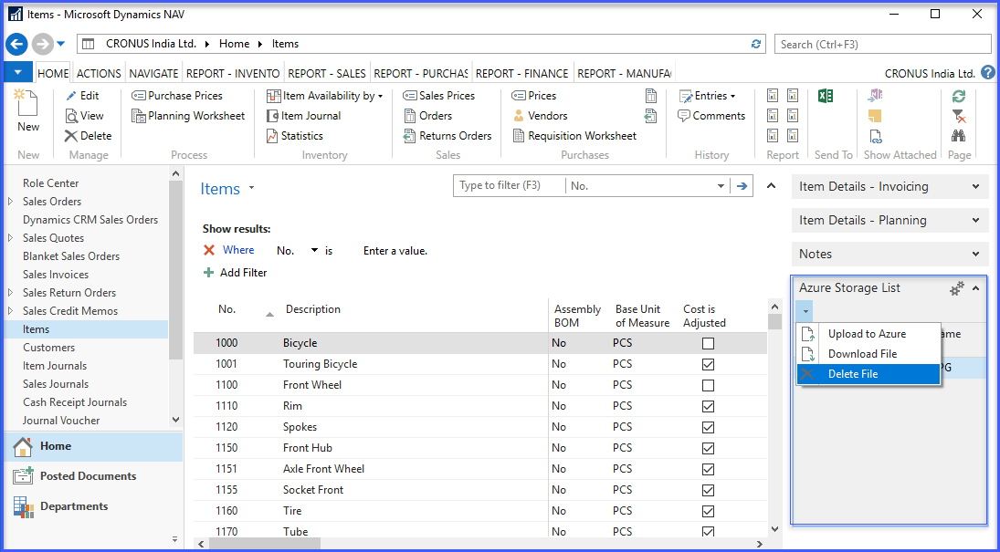 Items - Microsoft Dynamics NAV
CRONUS India Ltd. Home Items
Search (Ctrl+F3)
HOME ACTIONS NAVIGATE REPORT - INVENTO REPORT - SALES REPORT - PURCHAS REPORT - FINANCE REPORT - MANUFA CRONUS India Ltd.
New
New
Edit
View
Delete
Manage
Purchase Prices
Planning Worksheet
Process
Item Availability by
Item Journal
Statistics
Inventory
Sales Prices
Orders
Returns Orders
Sales
Prices
Vendors
Requisition Worksheet
Purchases
Entries
Comments
History
Report
Send To
Show Attached
Page
Role Center
Sales Orders
Dynamics CRM Sales Orders
Sales Quotes
Blanket Sales Orders
Sales Invoices
Sales Return Orders
Sales Credit Memos
Items
Customers
Item Journals
Sales Journals
Cash Receipt Journals
Journal Voucher
Home
Posted Documents
Departments
Items
Type to filter (F3) No.
Show results:
Where No. is Enter a value.
Add Filter
No. Description Assembly BOM Base Unit of Measure Cost is Adjusted
1000 Bicycle No PCS
1001 Touring Bicycle No PCS
1100 Front Wheel No PCS
1110 Rim No PCS
1120 Spokes No PCS
1150 Front Hub No PCS
1151 Axle Front Wheel No PCS
1155 Socket Front No PCS
1160 Tire No PCS
1170 Tube No PCS
Item Details - Invoicing
Item Details - Planning
Notes
Azure Storage List
Upload to Azure
Download File
Delete File
ame
PG